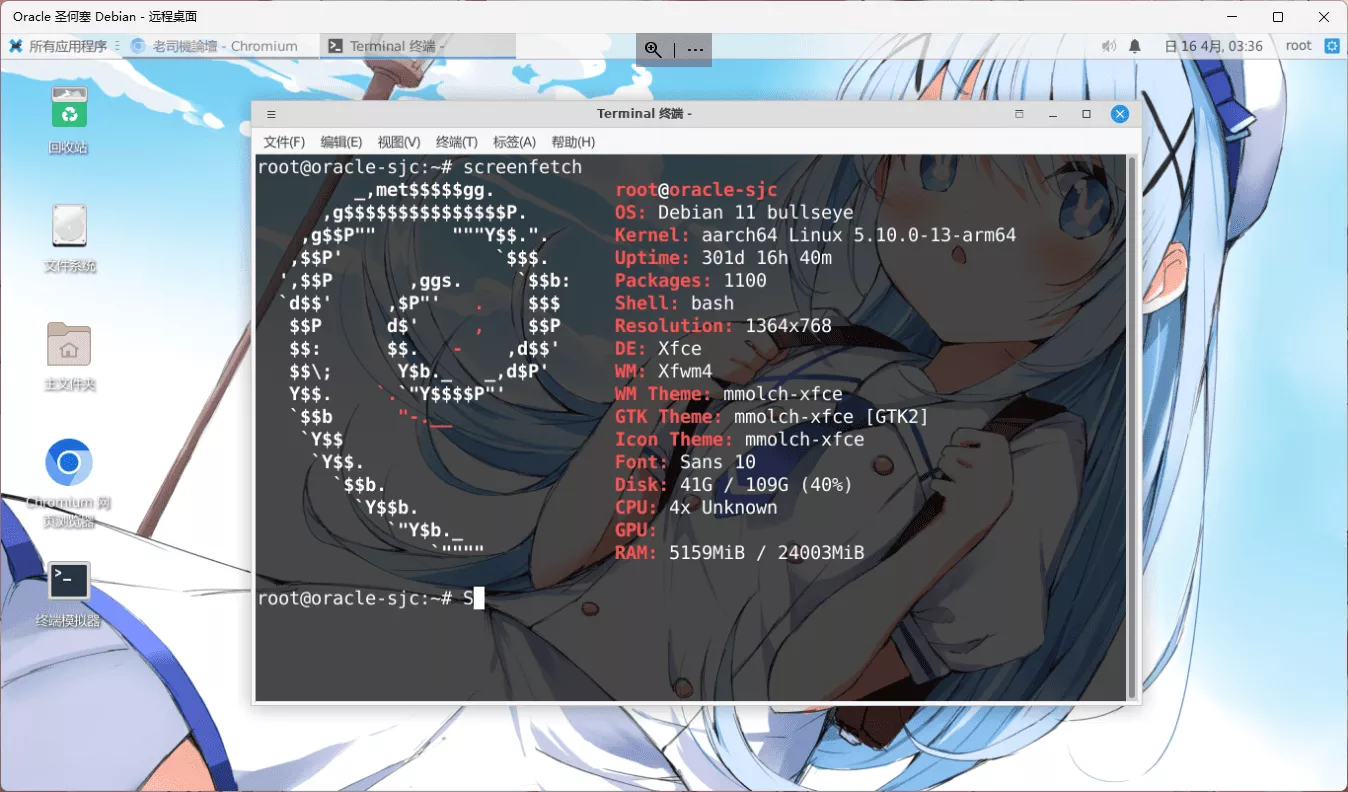 Oracle 圣何塞 Debian - 远程桌面
所有应用程序
老司機論壇 - Chromium
Terminal 终端 -
日 16 4月, 03:36
root
回收站
文件系统
主文件夹
Chromium 网
页浏览器
终端模拟器
Terminal 终端 -
文件(F) 编辑(E) 视图(V) 终端(T) 标签(A) 帮助(H)
root@oracle-sjc:~# screenfetch
         _,met$$$$$gg.           root@oracle-sjc
      ,g$$$$$$$$$$$$$$$P.        OS: Debian 11 bullseye
    ,g$$P""       """Y$$.".      Kernel: aarch64 Linux 5.10.0-13-arm64
   ,$$P'              `$$$.      Uptime: 301d 16h 40m
  ',$$P       ,ggs.     `$$b:    Packages: 1100
  `d$$'     ,$P"'   .    $$$     Shell: bash
   $$P      d$'     ,    $$P     Resolution: 1364x768
   $$:      $$.   -    ,d$$'     DE: Xfce
   $$\;      Y$b._   _,d$P'      WM: Xfwm4
   Y$$.    `.`"Y$$$$P"'          WM Theme: mmolch-xfce
   `$$b      "-.__               GTK Theme: mmolch-xfce [GTK2]
    `Y$$                         Icon Theme: mmolch-xfce
     `Y$$.                       Font: Sans 10
       `$$b.                     Disk: 41G / 109G (40%)
         `Y$$b.                  CPU: 4x Unknown
            `"Y$b._              GPU:
                `""""            RAM: 5159MiB / 24003MiB
root@oracle-sjc:~# S